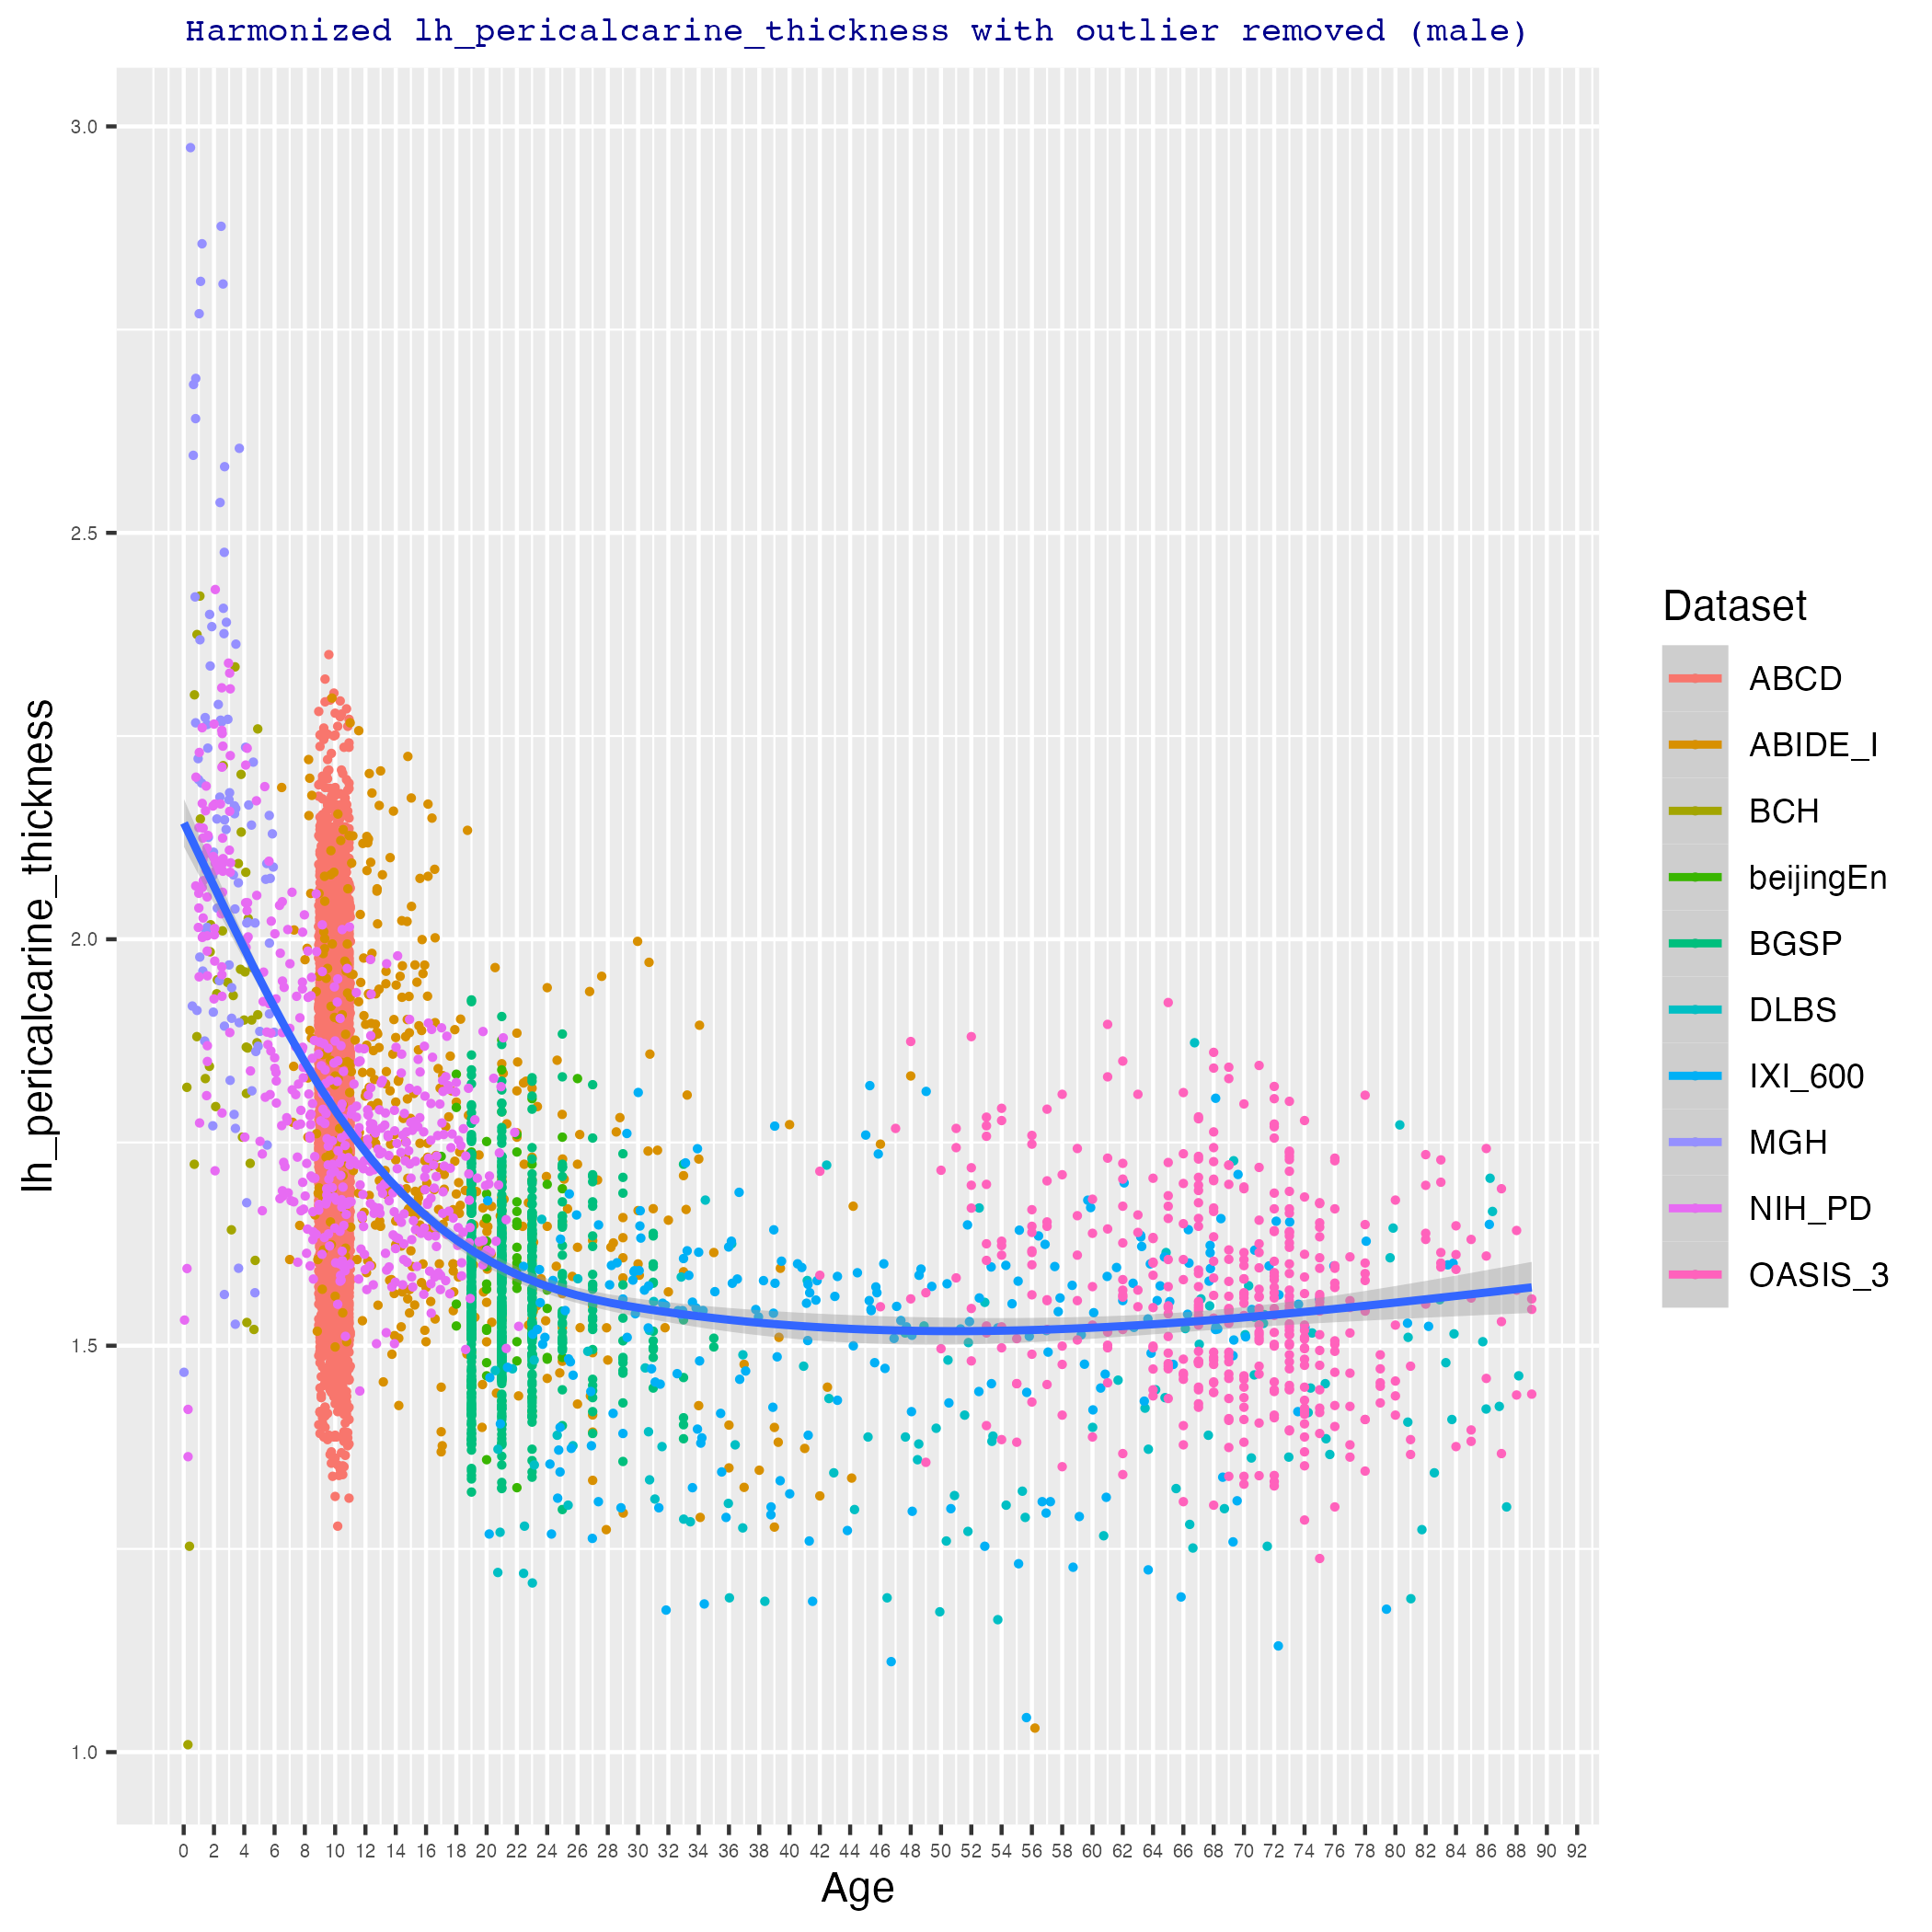 Harmonized lh_pericalcarine_thickness with outlier removed (male)
lh_pericalcarine_thickness
3.0
2.5
2.0
1.5
1.0
0 2 4 6 8 10 12 14 16 18 20 22 24 26 28 30 32 34 36 38 40 42 44 46 48 50 52 54 56 58 60 62 64 66 68 70 72 74 76 78 80 82 84 86 88 90 92
Age
Dataset
ABCD
ABIDE_I
BCH
beijingEn
BGSP
DLBS
IXI_600
MGH
NIH_PD
OASIS_3